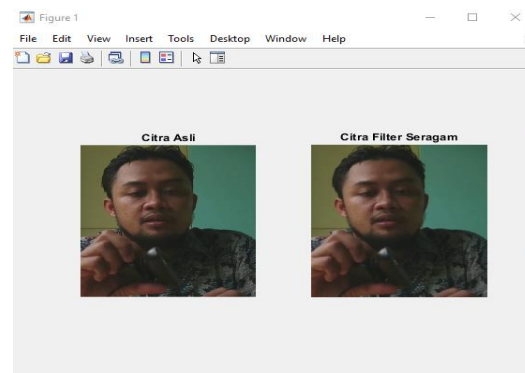 Figure 1
File Edit View Insert Tools Desktop Window Help
Citra Asli
Citra Filter Seragam